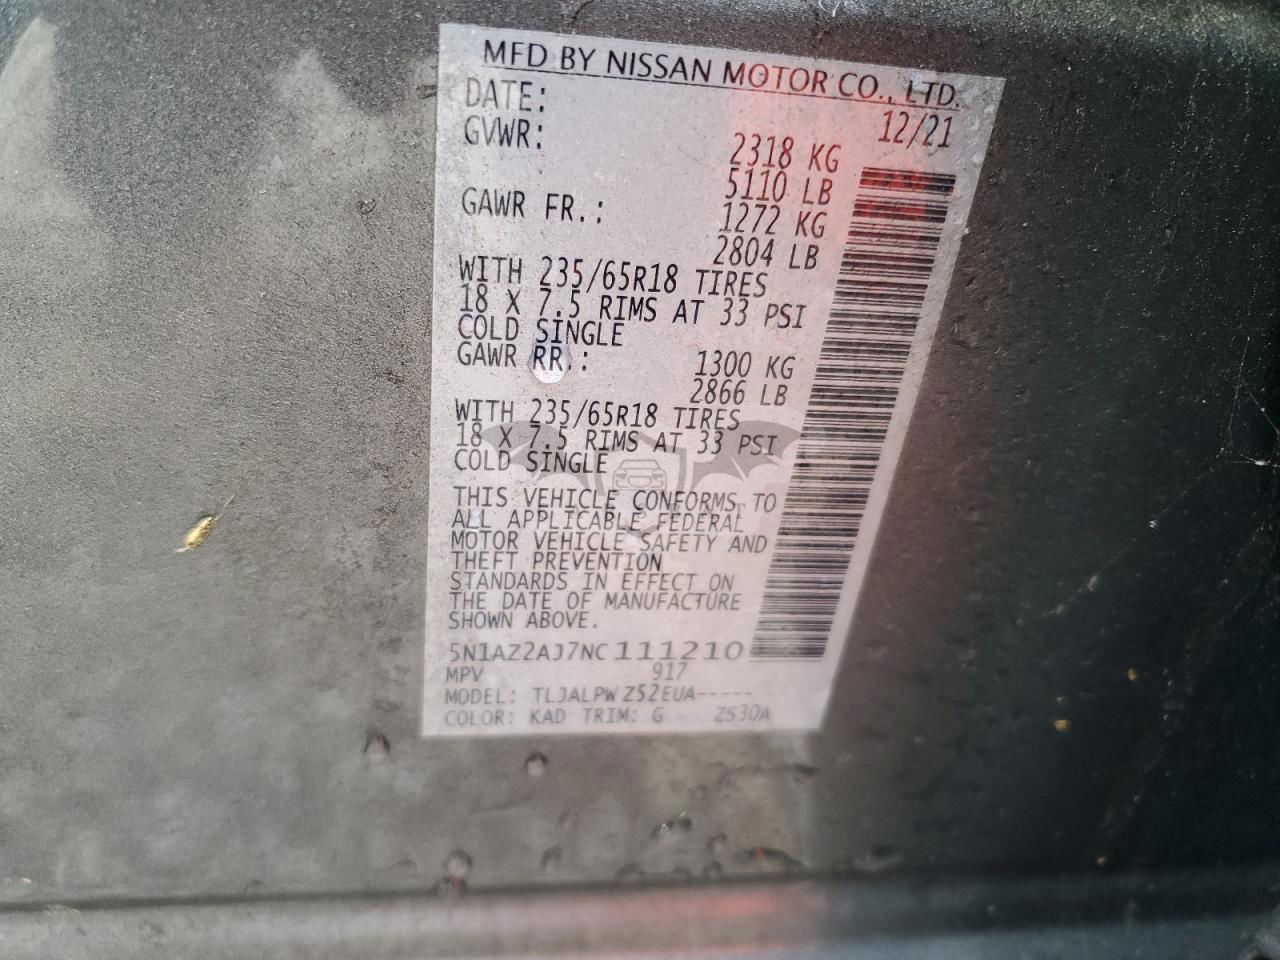 MFD BY NISSAN MOTOR CO., LTD.
DATE: 12/21
GVWR: 2318 KG
5110 LB
GAWR FR.: 1272 KG
2804 LB
WITH 235/65R18 TIRES
18 X 7.5 RIMS AT 33 PSI
COLD SINGLE
GAWR RR.: 1300 KG
2866 LB
WITH 235/65R18 TIRES
18 X 7.5 RIMS AT 33 PSI
COLD SINGLE
THIS VEHICLE CONFORMS TO
ALL APPLICABLE FEDERAL
MOTOR VEHICLE SAFETY AND
THEFT PREVENTION
STANDARDS IN EFFECT ON
THE DATE OF MANUFACTURE
SHOWN ABOVE.
5N1AZ2AJ7NC111210
MPV 917
MODEL: TLJALPW Z52EUA-----
COLOR: KAD TRIM: G ZS30A